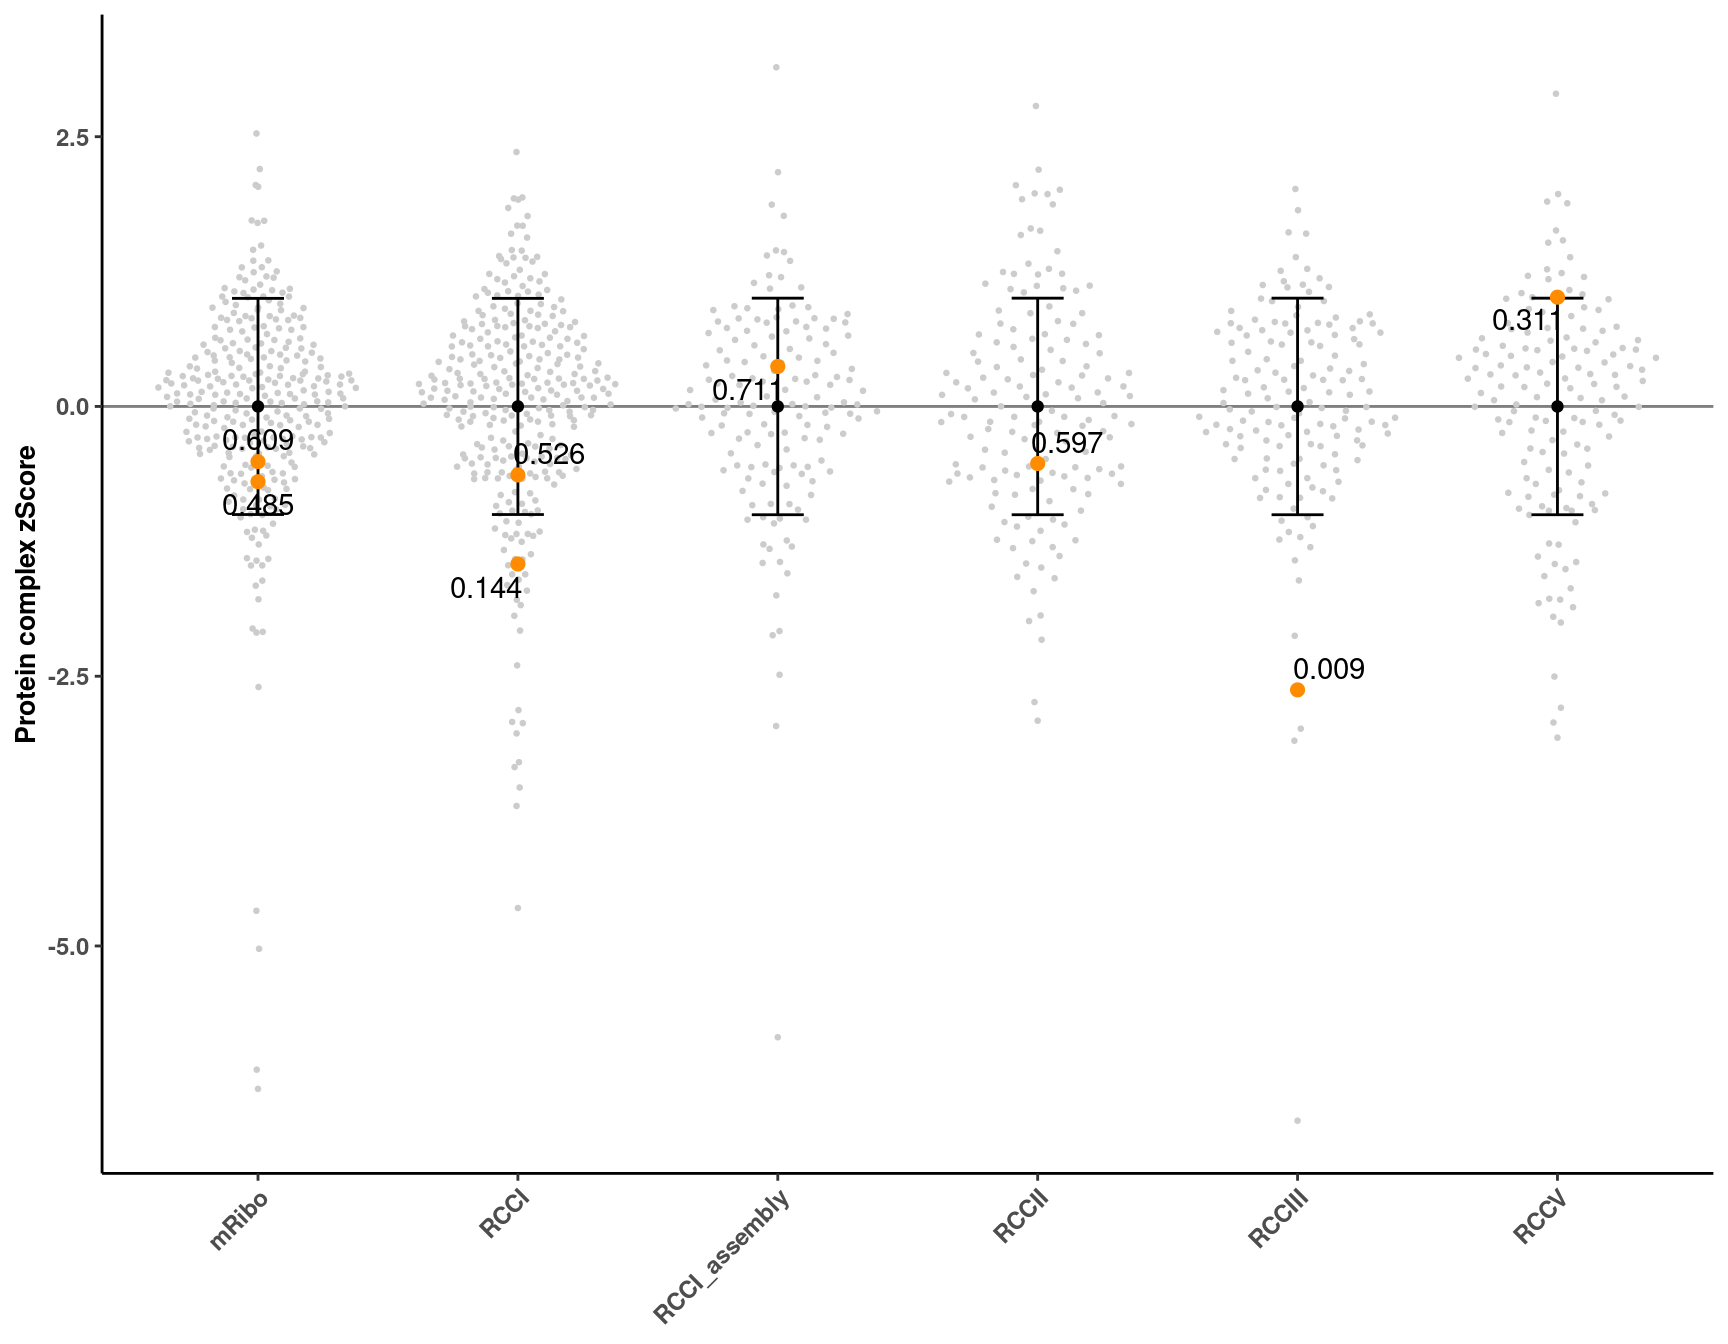 Protein complex zScore
2.5
0.0
-2.5
-5.0
0.311
0.711
0.609
0.526
0.597
0.485
0.144
0.009
mRibo
RCCI
RCCI_assembly
RCCII
RCCIII
RCCV